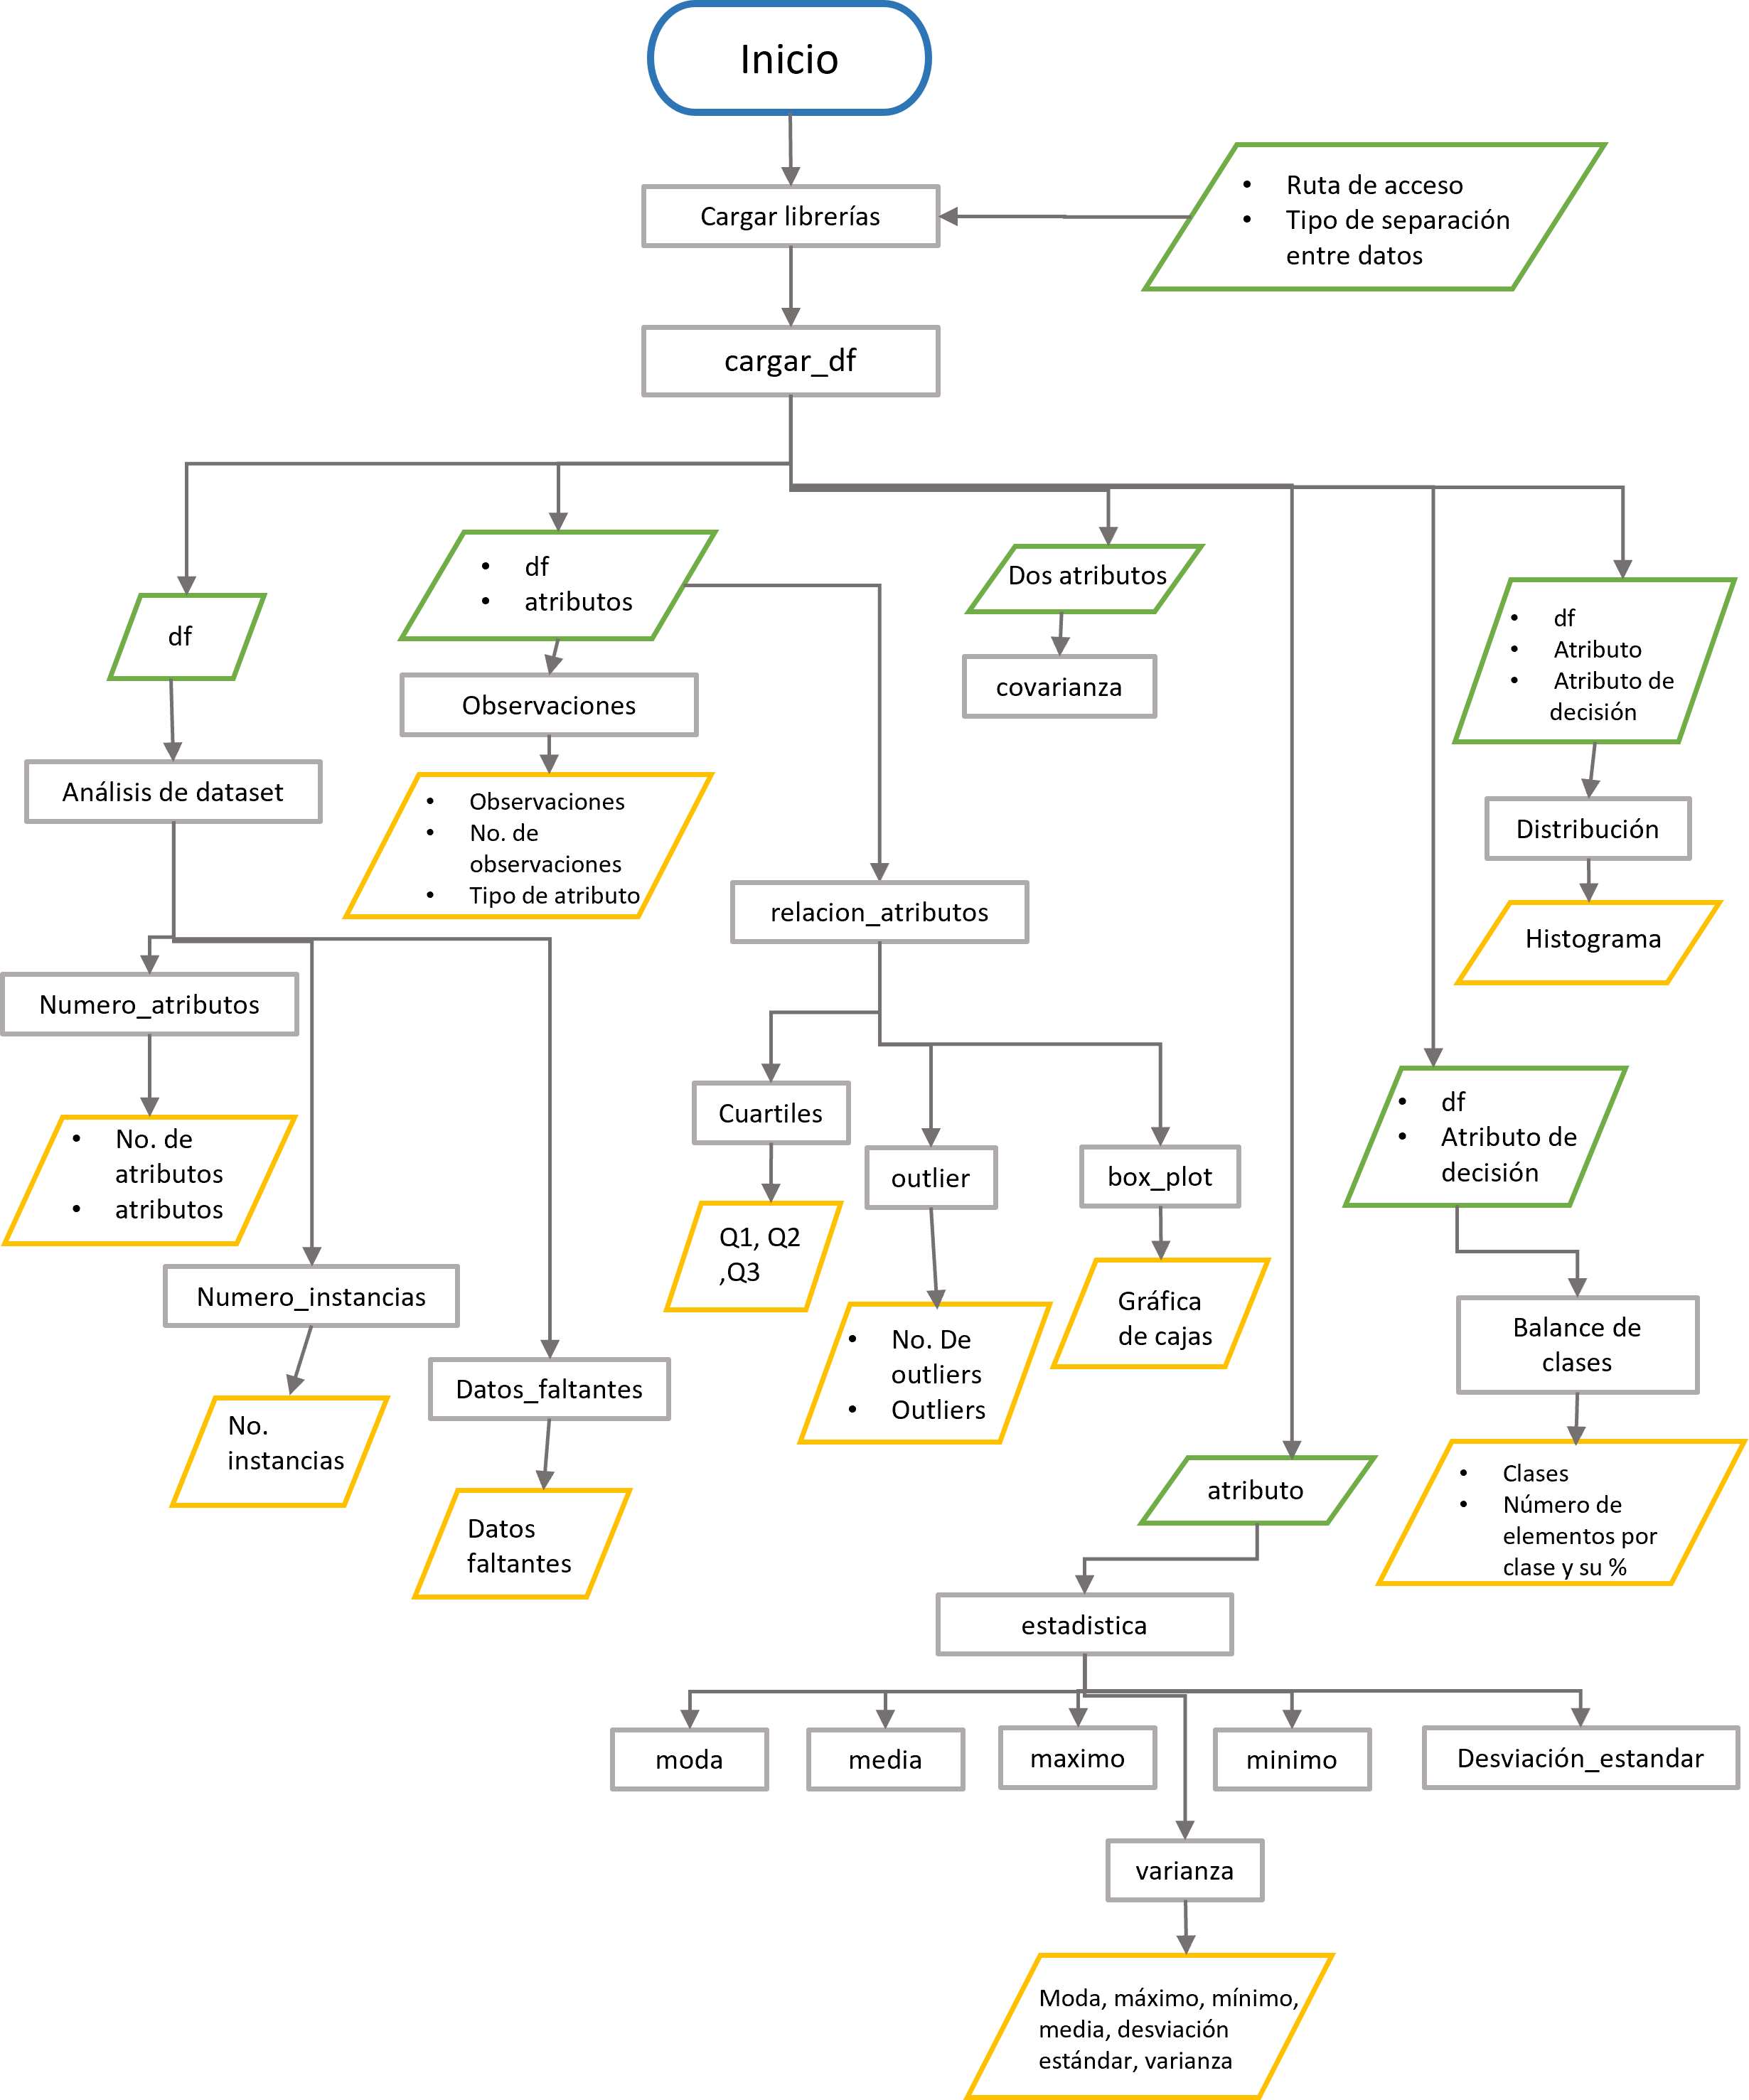 Inicio
• Ruta de acceso
• Tipo de separación
entre datos
Cargar librerías
cargar_df
• df
• atributos
Dos atributos
df
• df
• Atributo
• Atributo de
decisión
covarianza
Observaciones
Análisis de dataset
• Observaciones
• No. de
observaciones
• Tipo de atributo
Distribución
relacion_atributos
Histograma
Numero_atributos
Cuartiles
• df
• Atributo de
decisión
• No. de
atributos
• atributos
outlier
box_plot
Q1, Q2
,Q3
Numero_instancias
Gráfica
de cajas
Balance de
clases
• No. De
outliers
• Outliers
Datos_faltantes
No.
instancias
atributo
• Clases
• Número de
elementos por
clase y su %
Datos
faltantes
estadistica
moda
media
maximo
minimo
Desviación_estandar
varianza
Moda, máximo, mínimo,
media, desviación
estándar, varianza